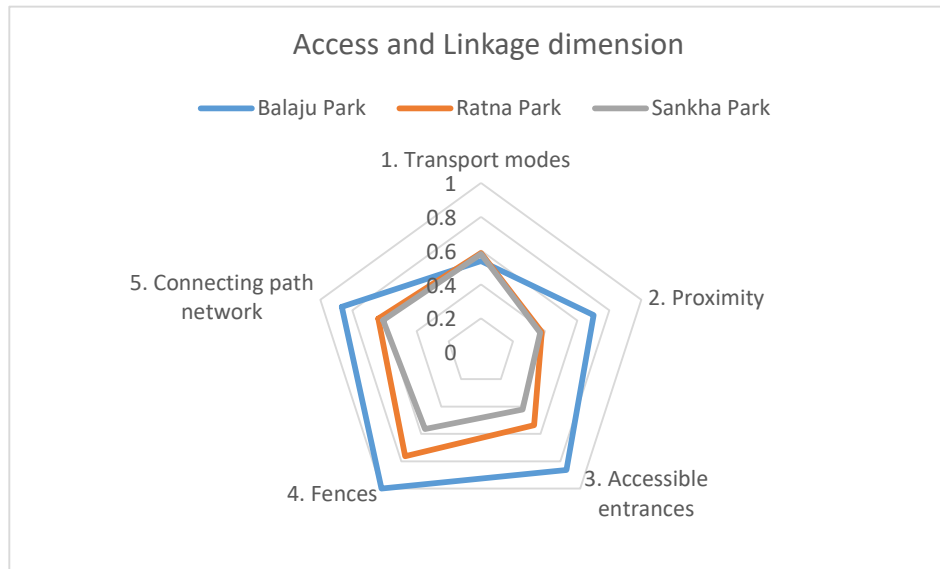 Access and Linkage dimension
Balaju Park Ratna Park Sankha Park
1. Transport modes
1
0.8
0.6
0.4
0.2
0
2. Proximity
3. Accessible
entrances
4. Fences
5. Connecting path
network